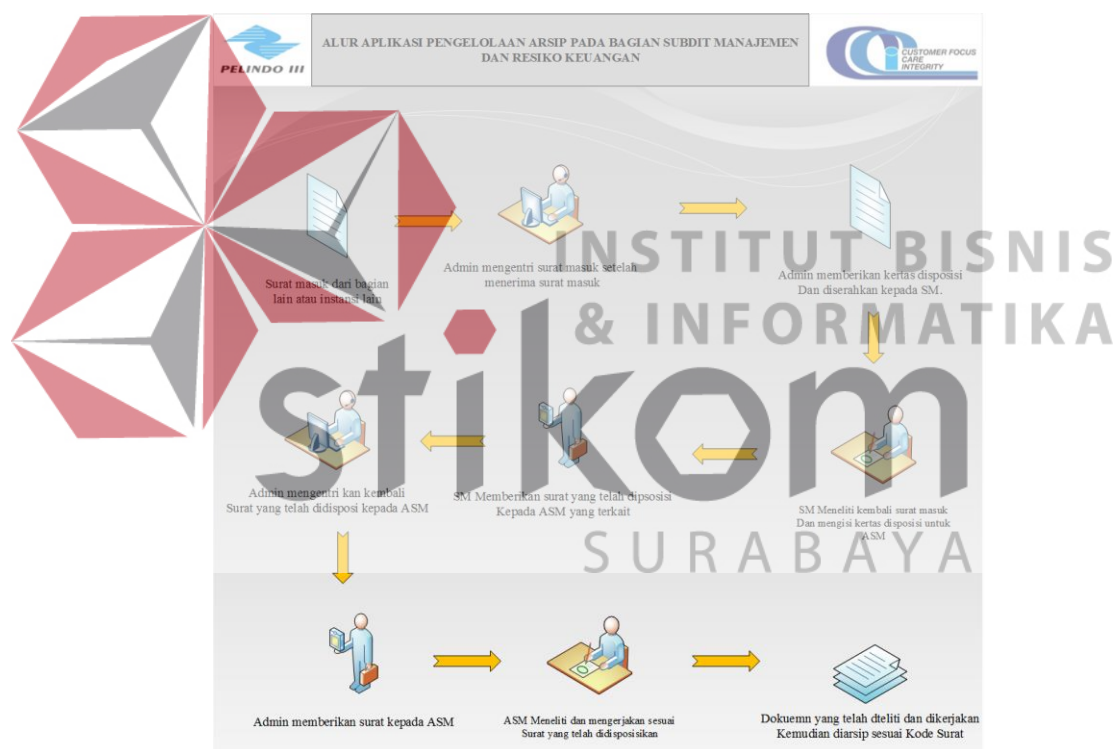 PELINDO III
ALUR APLIKASI PENGELOLAAN ARSIP PADA BAGIAN SUBDIT MANAJEMEN
DAN RESIKO KEUANGAN
CUSTOMER FOCUS
CARE
INTEGRITY
Surat masuk dari bagian
lain atau instansi lain
Admin mengentri surat masuk setelah
menerima surat masuk
Admin memberikan kertas disposisi
Dan diserahkan kepada SM.
INSTITUT BISNIS
& INFORMATIKA
stikom
SURABAYA
Admin mengentri kan kembali
Surat yang telah didisposi kepada ASM
SM Memberikan surat yang telah dipsosisi
Kepada ASM yang terkait
SM Meneliti kembali surat masuk
Dan mengisi kertas disposisi untuk
ASM
Admin memberikan surat kepada ASM
ASM Meneliti dan mengerjakan sesuai
Surat yang telah didisposisikan
Dokuemn yang telah dteliti dan dikerjakan
Kemudian diarsip sesuai Kode Surat